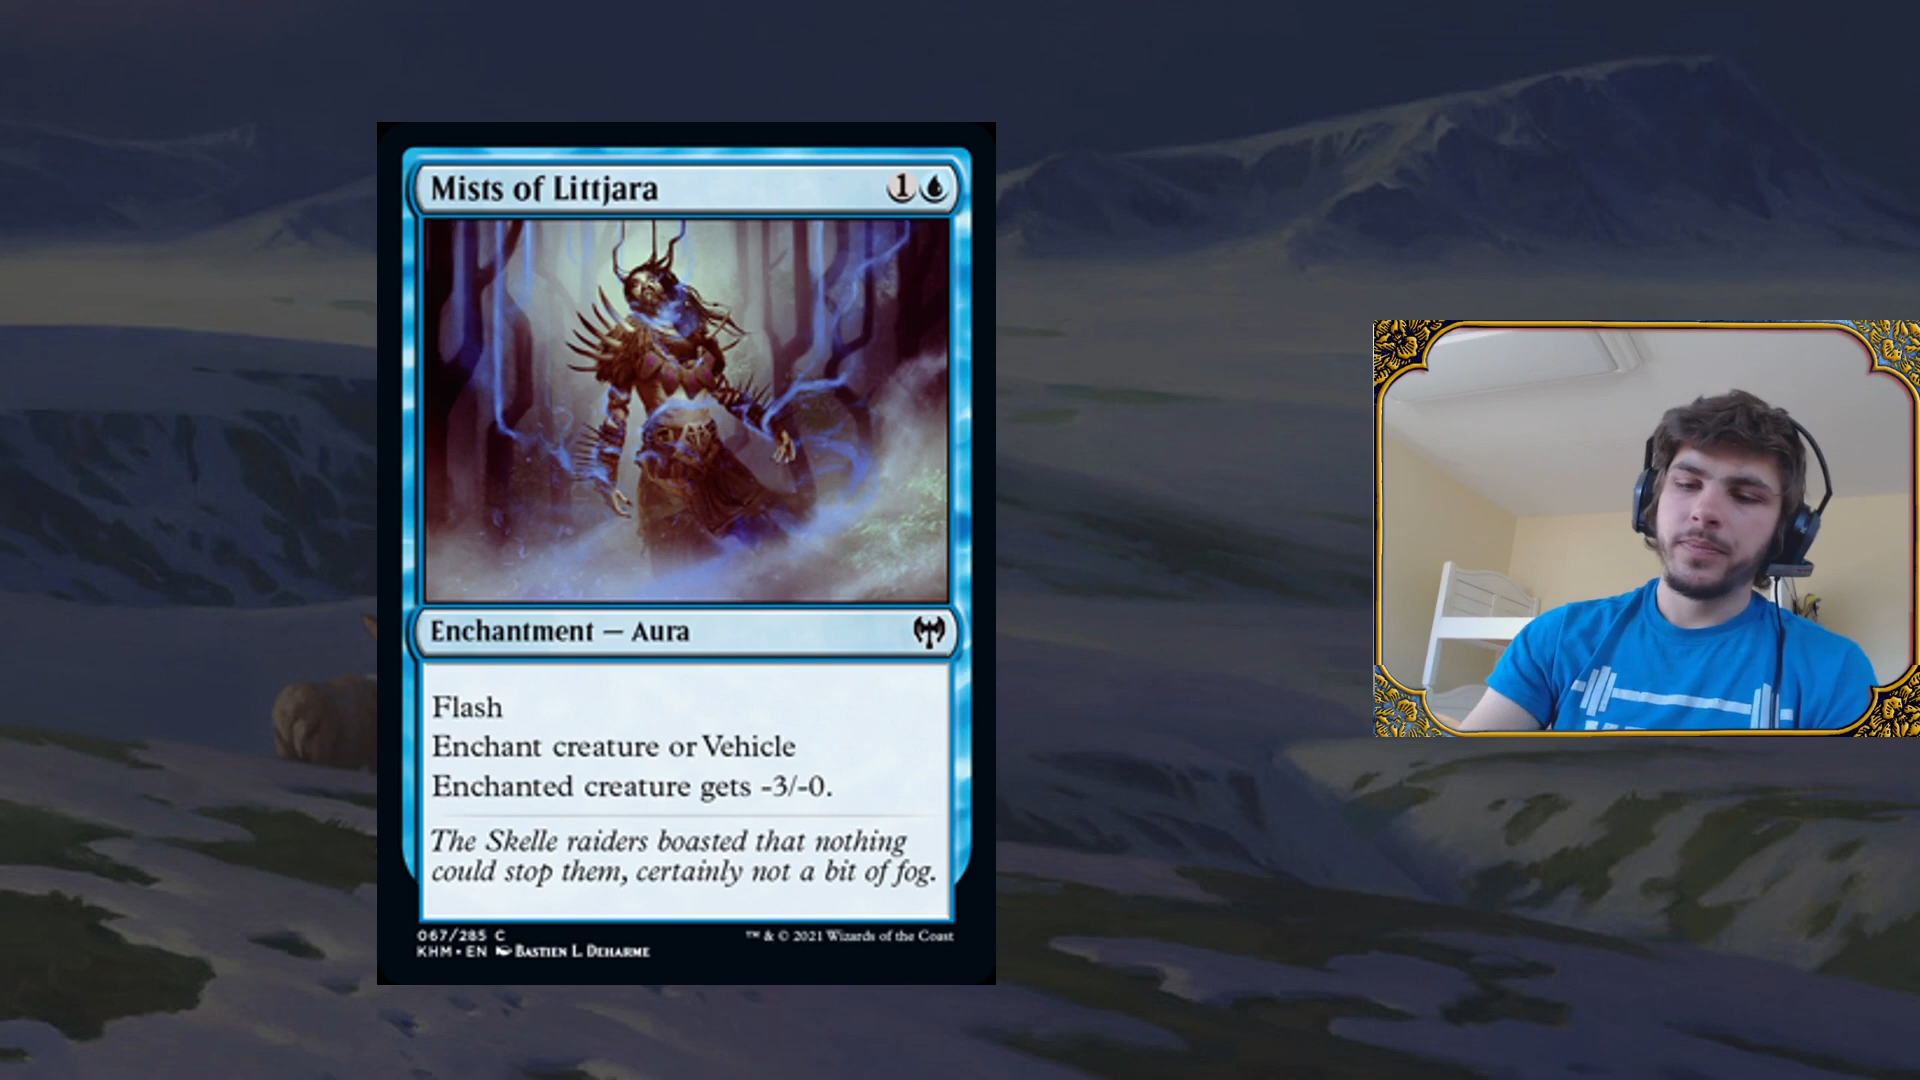 Mists of Littjara
1
Enchantment — Aura
Flash
Enchant creature or Vehicle
Enchanted creature gets -3/-0.
The Skelle raiders boasted that nothing
could stop them, certainly not a bit of fog.
067/285 C
™ & © 2021 Wizards of the Coast
KHM • EN Bastien L. Deharme